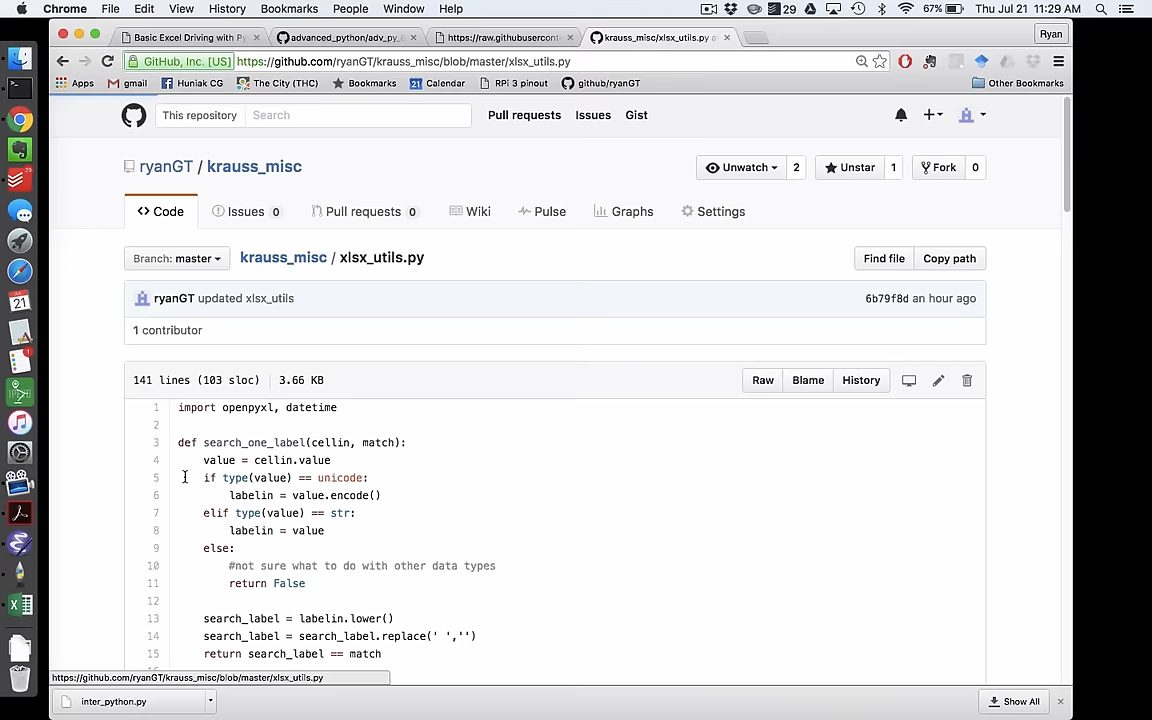 Chrome File Edit View History Bookmarks People Window Help 29 67% Thu Jul 21 11:29 AM
Basic Excel Driving with Py × advanced_python/adv_py_ × https://raw.githubusercont × krauss_misc/xlsx_utils.py a × Ryan
GitHub, Inc. [US] https://github.com/ryanGT/krauss_misc/blob/master/xlsx_utils.py
Apps gmail Huniak CG The City (THC) Bookmarks 21 Calendar RPi 3 pinout github/ryanGT Other Bookmarks
This repository Search Pull requests Issues Gist
ryanGT / krauss_misc Unwatch 2 Unstar 1 Fork 0
<> Code Issues 0 Pull requests 0 Wiki Pulse Graphs Settings
Branch: master krauss_misc / xlsx_utils.py Find file Copy path
ryanGT updated xlsx_utils 6b79f8d an hour ago
1 contributor
141 lines (103 sloc) 3.66 KB Raw Blame History
1 import openpyxl, datetime
2
3 def search_one_label(cellin, match):
4 value = cellin.value
5 if type(value) == unicode:
6 labelin = value.encode()
7 elif type(value) == str:
8 labelin = value
9 else:
10 #not sure what to do with other data types
11 return False
12
13 search_label = labelin.lower()
14 search_label = search_label.replace(' ','')
15 return search_label == match
https://github.com/ryanGT/krauss_misc/blob/master/xlsx_utils.py
inter_python.py Show All ×
21